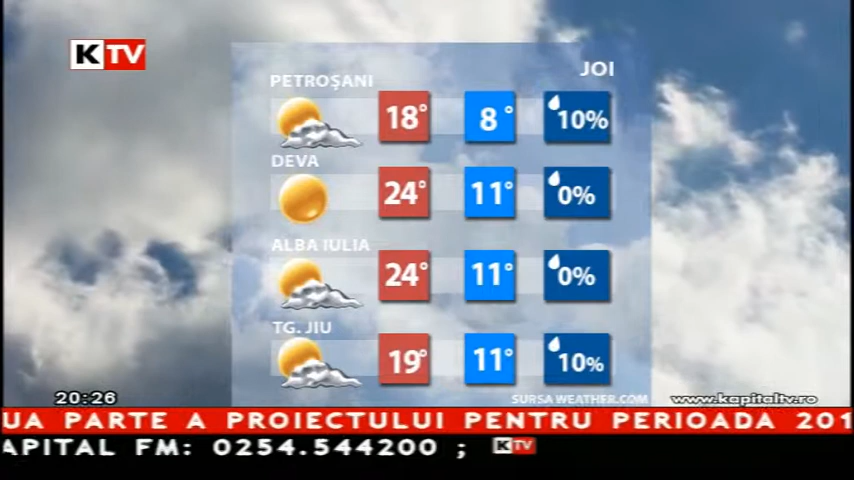 KTV
JOI
PETROȘANI
18° 8° 10%
DEVA
24° 11° 0%
ALBA IULIA
24° 11° 0%
TG. JIU
19° 11° 10%
20:26
SURSA WEATHER.COM
www.kapitaltv.ro
UA PARTE A PROIECTULUI PENTRU PERIOADA 201
APITAL FM: 0254.544200 ; KTV